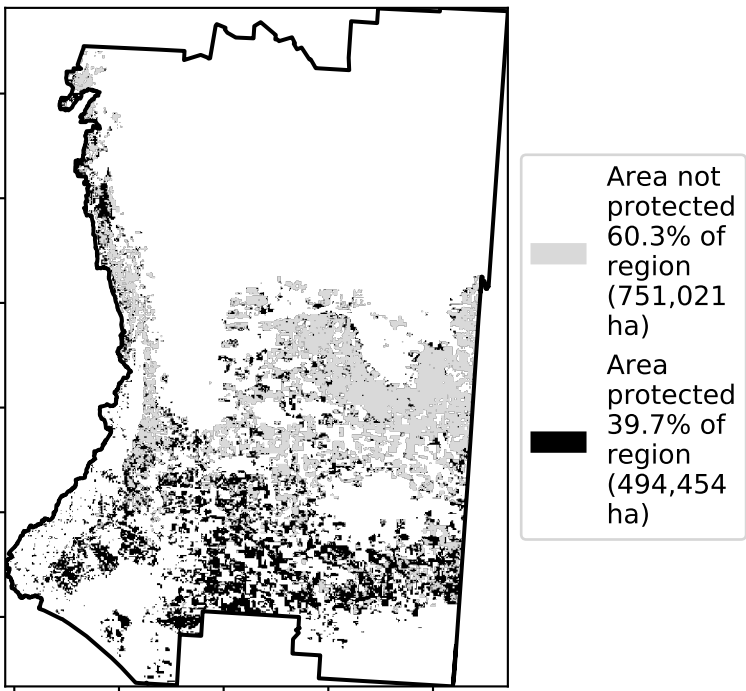 Area not
protected
60.3% of
region
(751,021
ha)
Area
protected
39.7% of
region
(494,454
ha)